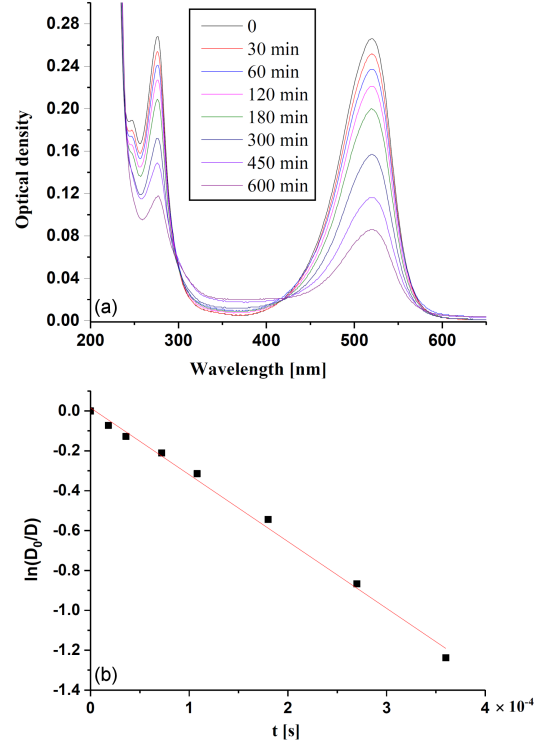 0.28
0.24
0.20
0.16
0.12
0.08
0.04
0.00
Optical density
0
30 min
60 min
120 min
180 min
300 min
450 min
600 min
(a)
200 300 400 500 600
Wavelength [nm]
0.0
-0.2
-0.4
-0.6
-0.8
-1.0
-1.2
-1.4
ln(D₀/D)
(b)
0 1 2 3 4 × 10⁻⁴
t [s]